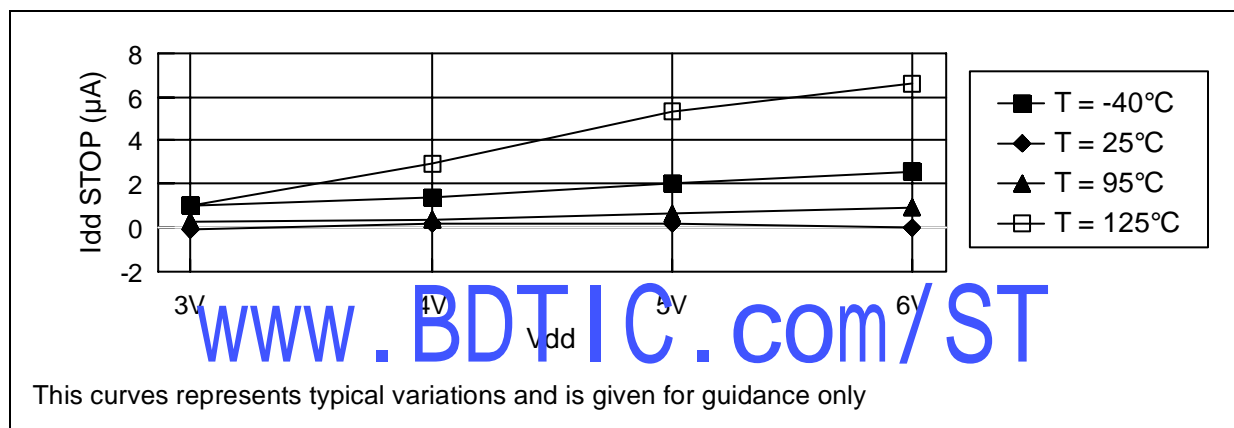 8
6
4
2
0
-2
Idd STOP (µA)
3V 4V 5V 6V
Vdd
T = -40°C
T = 25°C
T = 95°C
T = 125°C
www.BDTIC.com/ST
This curves represents typical variations and is given for guidance only